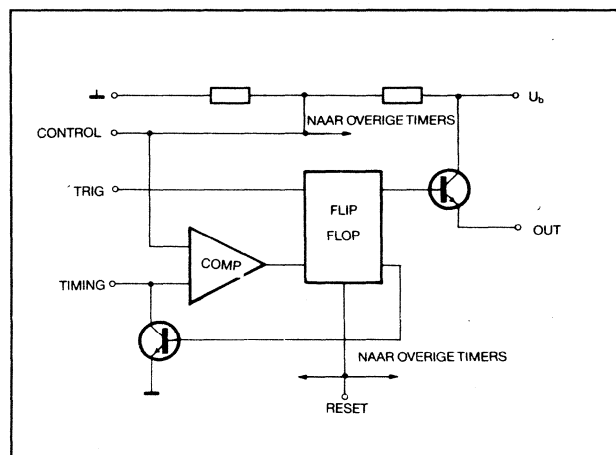 U_b
NAAR OVERIGE TIMERS
CONTROL
TRIG
FLIP
FLOP
OUT
COMP
TIMING
NAAR OVERIGE TIMERS
RESET